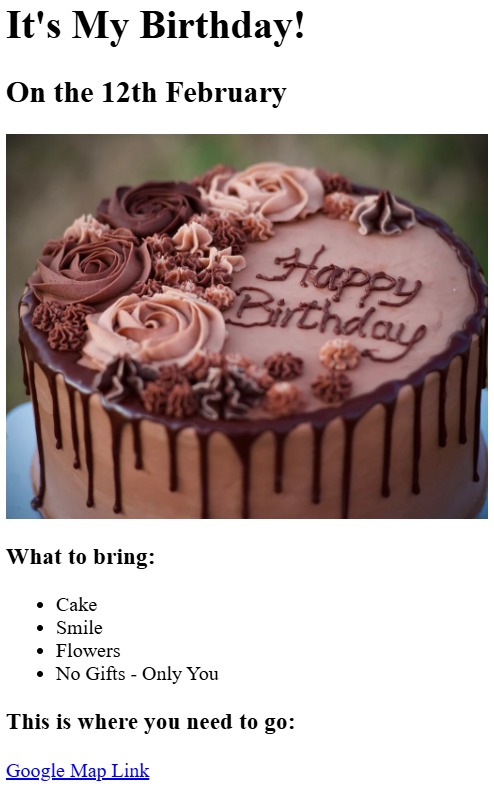 It's My Birthday!
On the 12th February
Happy
Birthday
What to bring:
Cake
Smile
Flowers
No Gifts - Only You
This is where you need to go:
Google Map Link